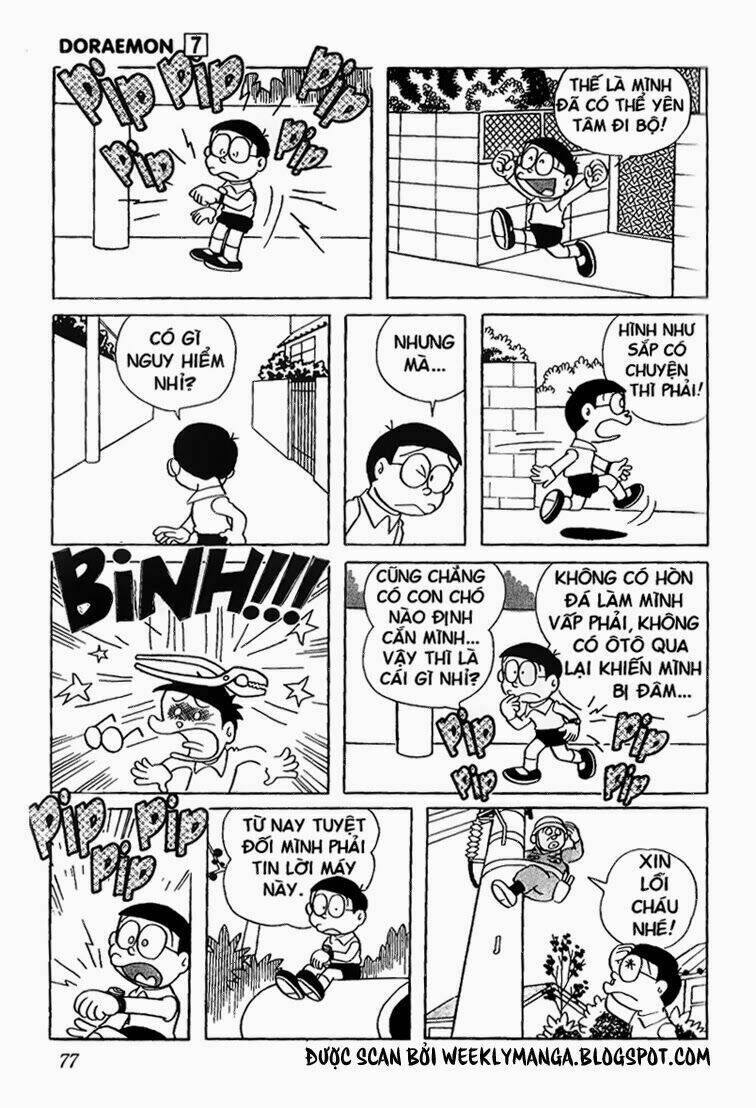 DORAEMON 7
THẾ LÀ MÌNH
ĐÃ CÓ THỂ YÊN
TÂM ĐI BỘ!
Pip
Pip
Pip
Pip
Pip
HÌNH NHƯ
SẮP CÓ
CHUYỆN
THÌ PHẢI!
NHƯNG
MÀ...
CÓ GÌ
NGUY HIỂM
NHỈ?
KHÔNG CÓ HÒN
ĐÁ LÀM MÌNH
VẤP PHẢI, KHÔNG
CÓ ÔTÔ QUA
LẠI KHIẾN MÌNH
BỊ ĐÂM...
CŨNG CHẲNG
CÓ CON CHÓ
NÀO ĐỊNH
CẮN MÌNH...
VẬY THÌ LÀ
CÁI GÌ NHỈ?
Pip
Pip
Pip
Pip
BiNH!!!
XIN
LỔI
CHÁU
NHÉ!
TỪ NAY TUYỆT
ĐỐI MÌNH PHẢI
TIN LỜI MÁY
NÀY.
Pip
Pip
Pip
77
ĐƯỢC SCAN BỞI WEEKLYMANGA.BLOGSPOT.COM